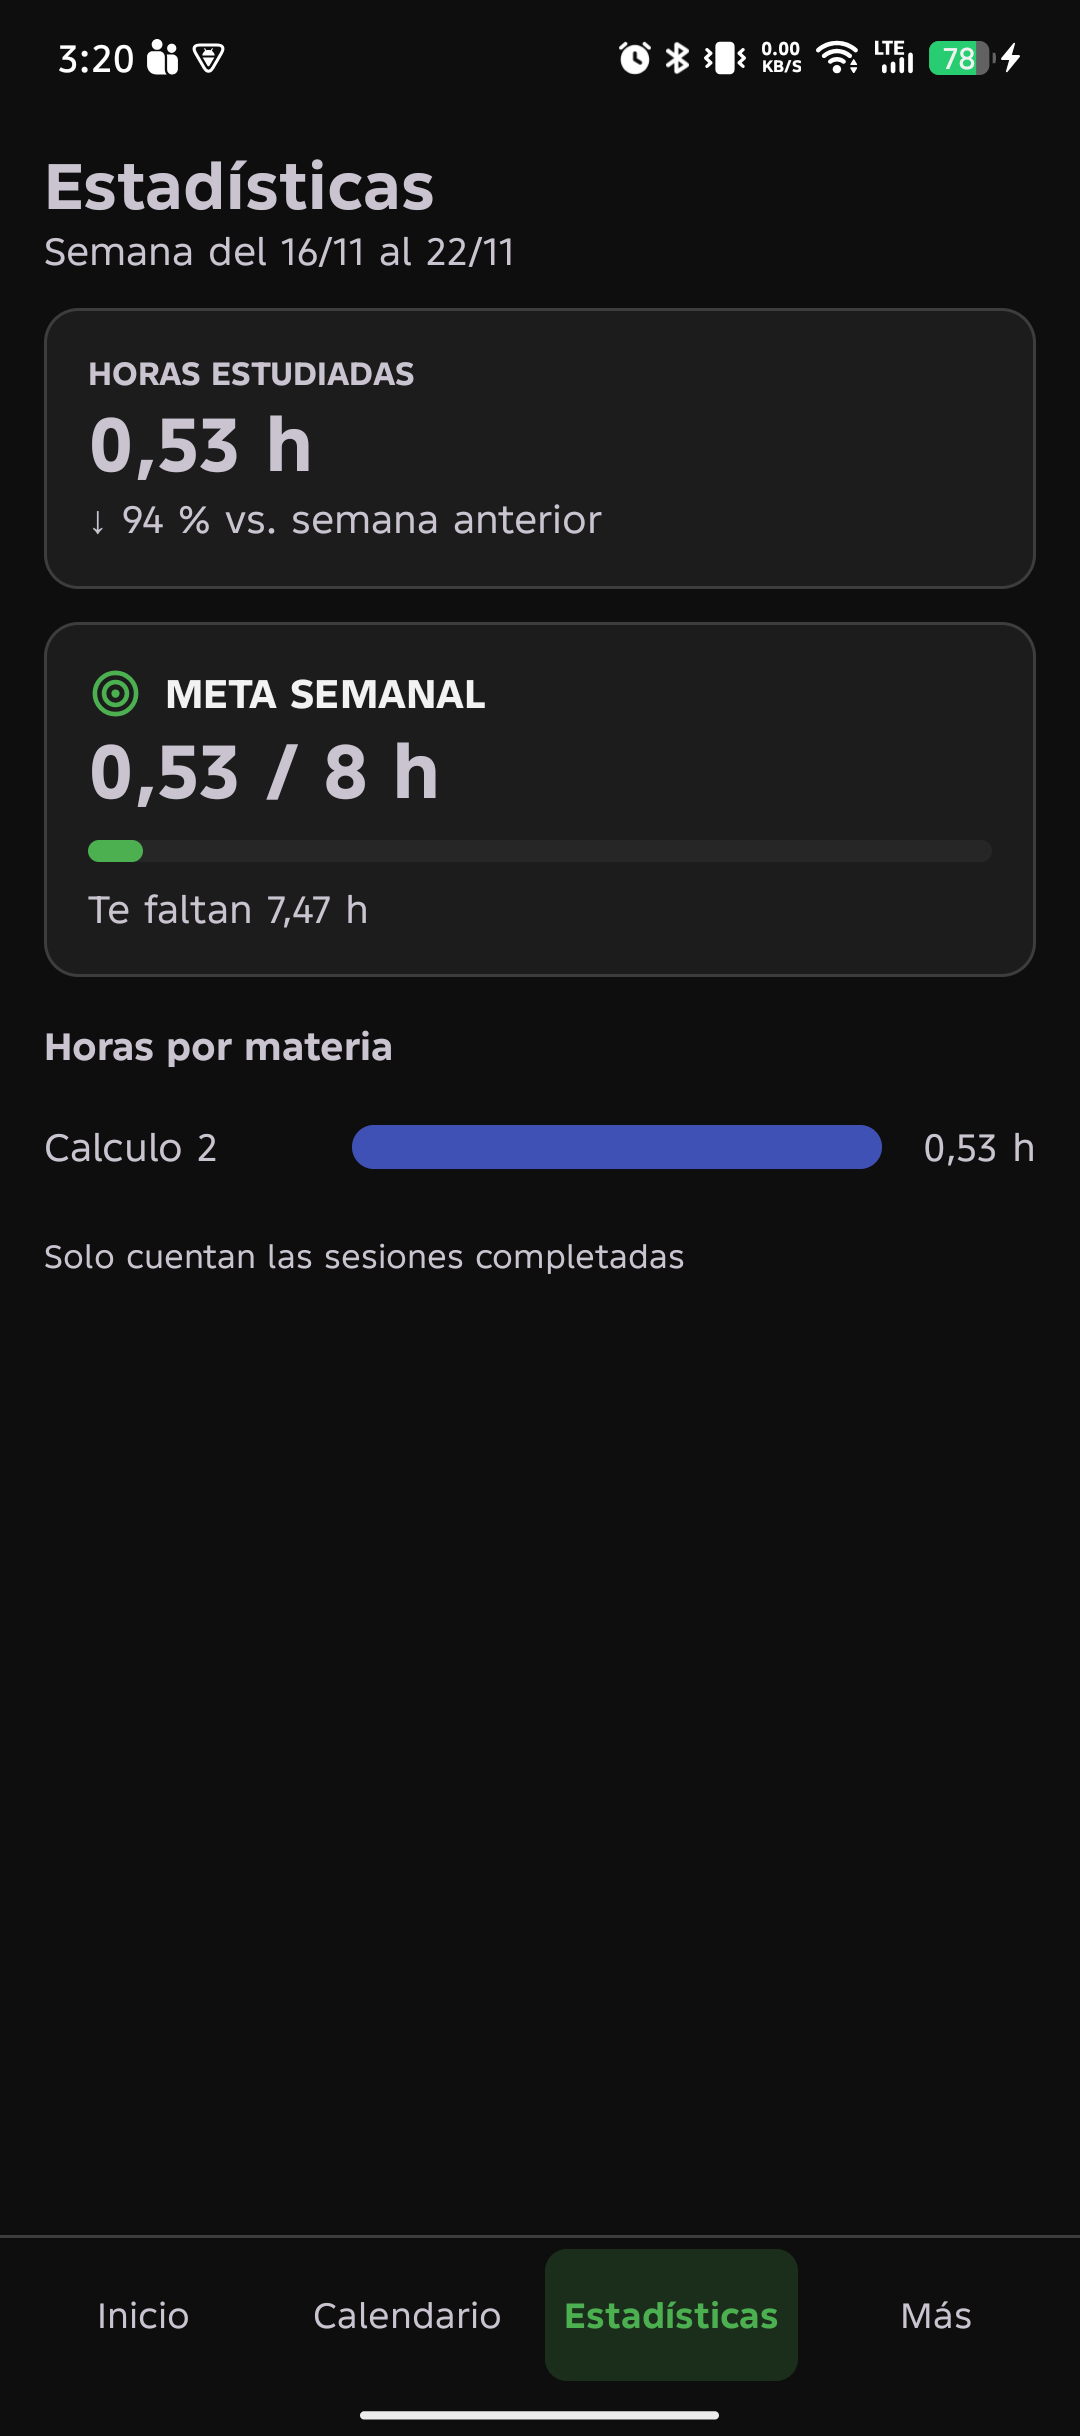 3:20
0.00
KB/S
LTE
78
Estadísticas
Semana del 16/11 al 22/11
HORAS ESTUDIADAS
0,53 h
↓ 94 % vs. semana anterior
META SEMANAL
0,53 / 8 h
Te faltan 7,47 h
Horas por materia
Calculo 2 0,53 h
Solo cuentan las sesiones completadas
Inicio Calendario Estadísticas Más